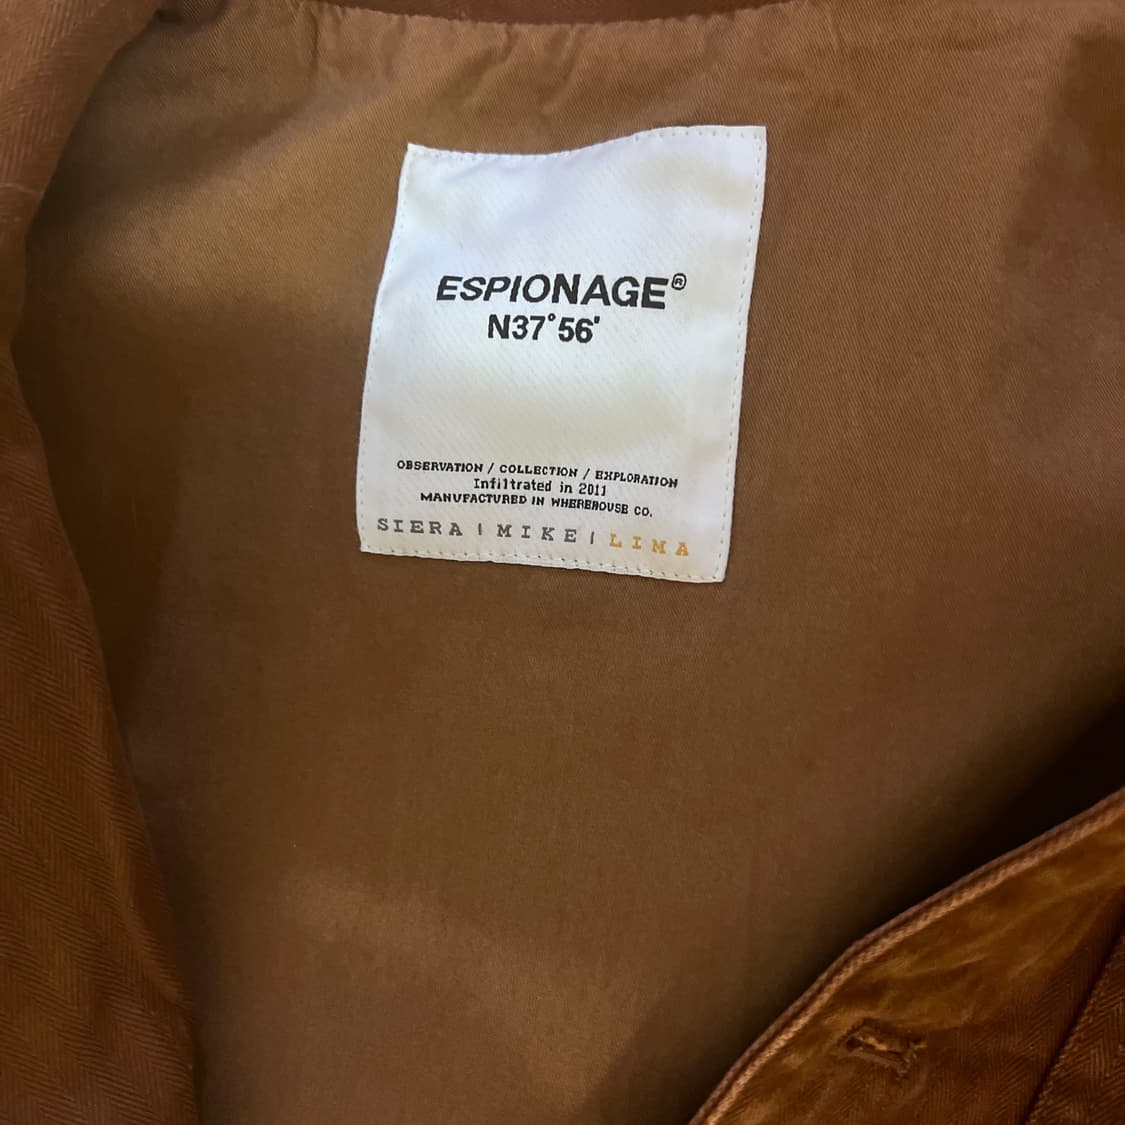 ESPIONAGE®
N37°56'
OBSERVATION / COLLECTION / EXPLORATION
Infiltrated in 2011
MANUFACTURED IN WHEREHOUSE CO.
SIERA | MIKE | LIMA